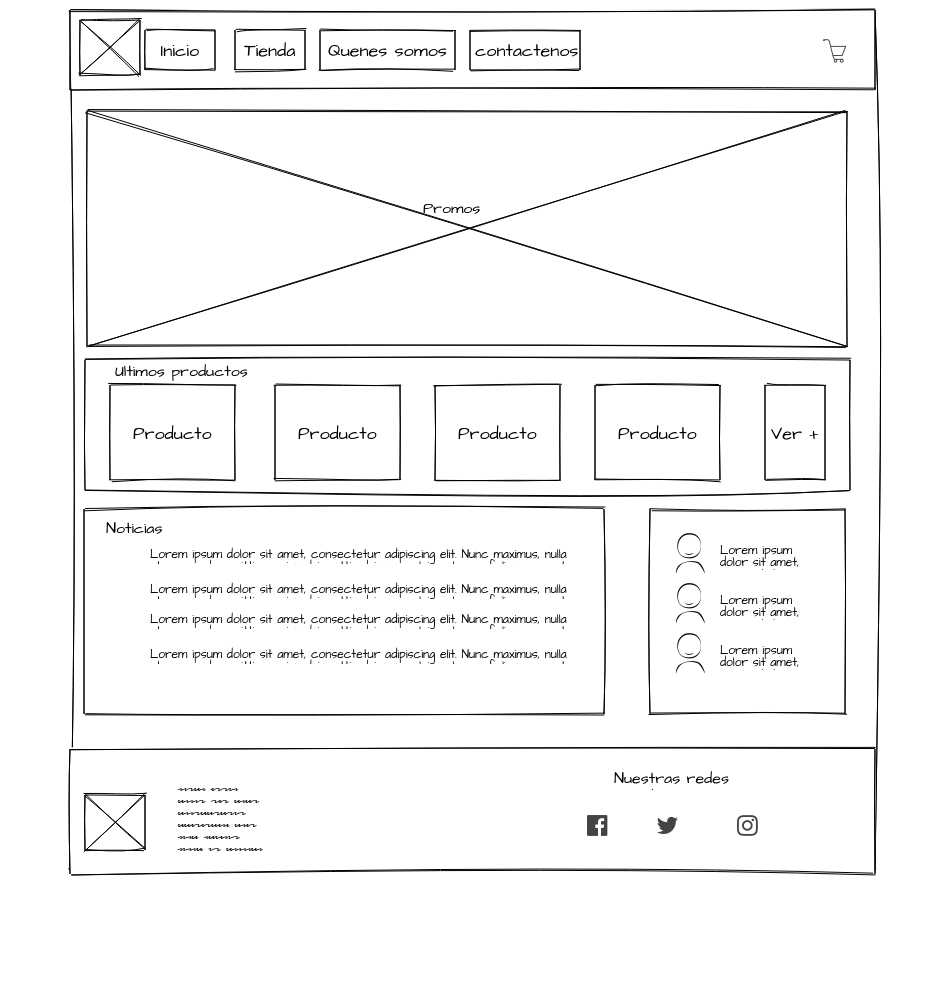 Inicio
Tienda
Quenes somos
contactenos
Promos
Ultimos productos
Producto
Producto
Producto
Producto
Ver +
Noticias
Lorem ipsum dolor sit amet, consectetur adipiscing elit. Nunc maximus, nulla
Lorem ipsum dolor sit amet, consectetur adipiscing elit. Nunc maximus, nulla
Lorem ipsum dolor sit amet, consectetur adipiscing elit. Nunc maximus, nulla
Lorem ipsum dolor sit amet, consectetur adipiscing elit. Nunc maximus, nulla
Lorem ipsum
dolor sit amet,
Lorem ipsum
dolor sit amet,
Lorem ipsum
dolor sit amet,
Nuestras redes